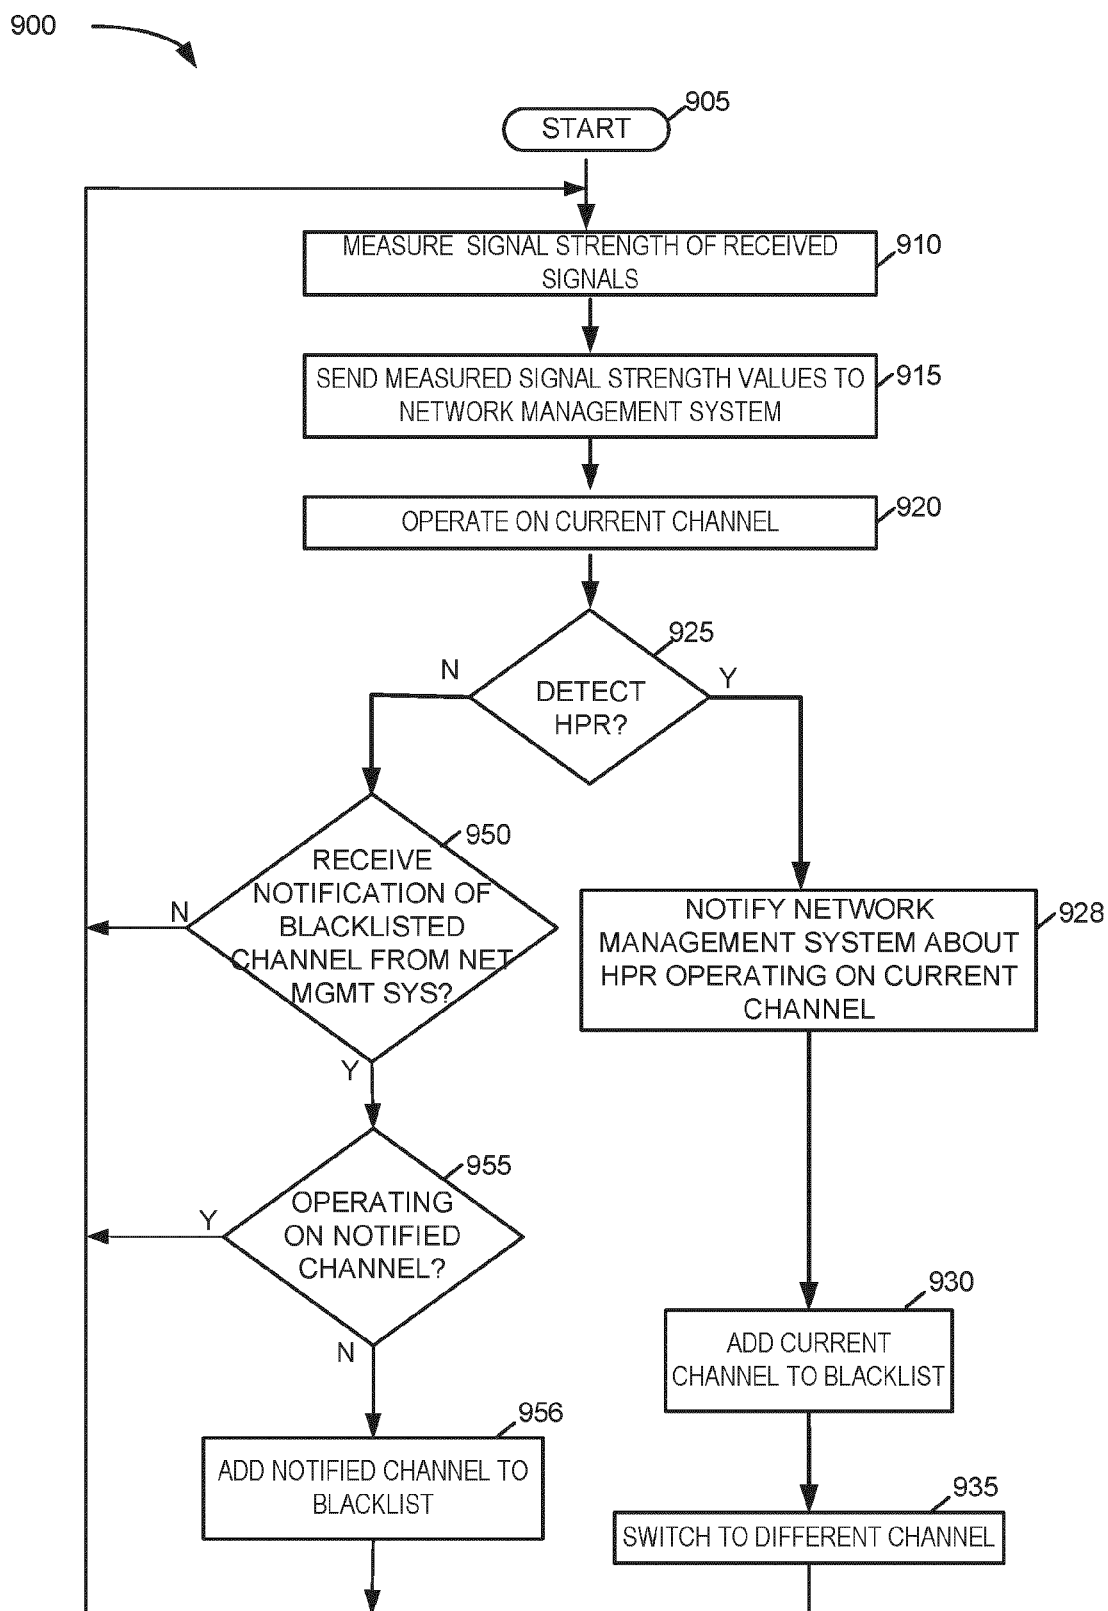 900
START
905
MEASURE SIGNAL STRENGTH OF RECEIVED
SIGNALS
910
SEND MEASURED SIGNAL STRENGTH VALUES TO
NETWORK MANAGEMENT SYSTEM
915
OPERATE ON CURRENT CHANNEL
920
DETECT
HPR?
925
N
Y
RECEIVE
NOTIFICATION OF
BLACKLISTED
CHANNEL FROM NET
MGMT SYS?
950
N
Y
NOTIFY NETWORK
MANAGEMENT SYSTEM ABOUT
HPR OPERATING ON CURRENT
CHANNEL
928
OPERATING
ON NOTIFIED
CHANNEL?
955
Y
N
ADD CURRENT
CHANNEL TO BLACKLIST
930
ADD NOTIFIED CHANNEL TO
BLACKLIST
956
SWITCH TO DIFFERENT CHANNEL
935